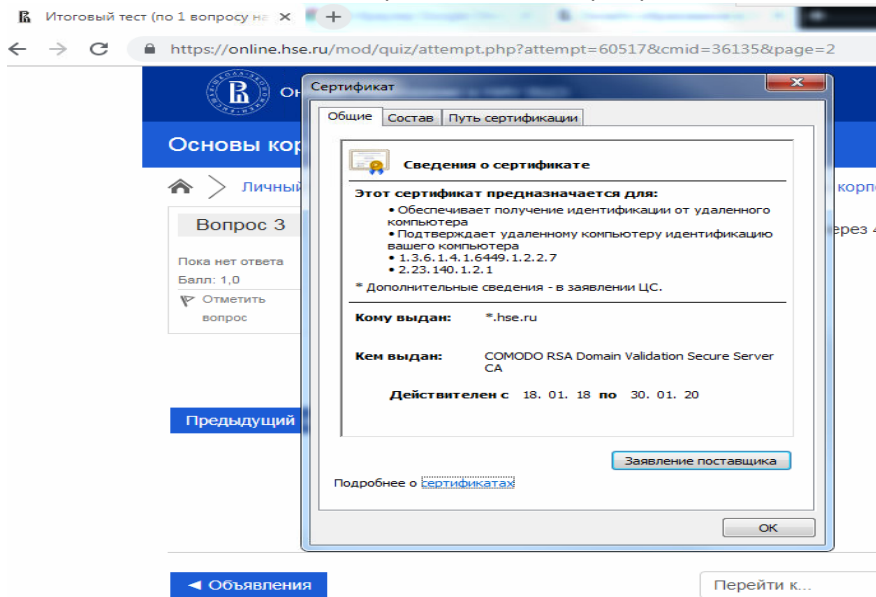 Итоговый тест (по 1 вопросу на
https://online.hse.ru/mod/quiz/attempt.php?attempt=60517&cmid=36135&page=2
Сертификат
Общие Состав Путь сертификации
Основы кор
Сведения о сертификате
Личный
корп
Этот сертификат предназначается для:
• Обеспечивает получение идентификации от удаленного
компьютера
• Подтверждает удаленному компьютеру идентификацию
вашего компьютера
• 1.3.6.1.4.1.6449.1.2.2.7
• 2.23.140.1.2.1
* Дополнительные сведения - в заявлении ЦС.
Вопрос 3
Пока нет ответа
Балл: 1,0
Отметить
вопрос
ерез 4
Кому выдан: *.hse.ru
Кем выдан: COMODO RSA Domain Validation Secure Server
CA
Действителен с 18. 01. 18 по 30. 01. 20
Предыдущий
Заявление поставщика
Подробнее о сертификатах
ОК
◄ Объявления
Перейти к...